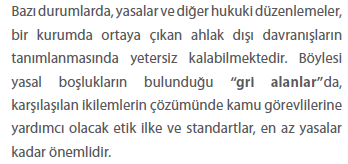 Bazı durumlarda, yasalar ve diğer hukuki düzenlemeler,
bir kurumda ortaya çıkan ahlak dışı davranışların
tanımlanmasında yetersiz kalabilmektedir. Böylesi
yasal boşlukların bulunduğu “gri alanlar”da,
karşılaşılan ikilemlerin çözümünde kamu görevlilerine
yardımcı olacak etik ilke ve standartlar, en az yasalar
kadar önemlidir.